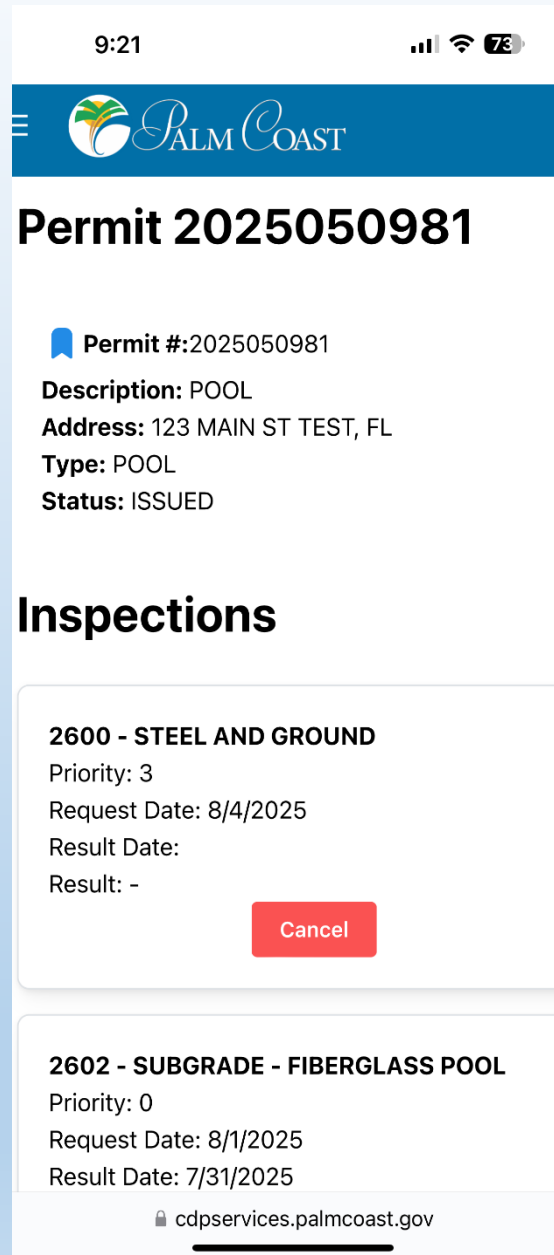 9:21
73
PALM COAST
Permit 2025050981
Permit #:2025050981
Description: POOL
Address: 123 MAIN ST TEST, FL
Type: POOL
Status: ISSUED
Inspections
2600 - STEEL AND GROUND
Priority: 3
Request Date: 8/4/2025
Result Date:
Result: -
Cancel
2602 - SUBGRADE - FIBERGLASS POOL
Priority: 0
Request Date: 8/1/2025
Result Date: 7/31/2025
cdpservices.palmcoast.gov